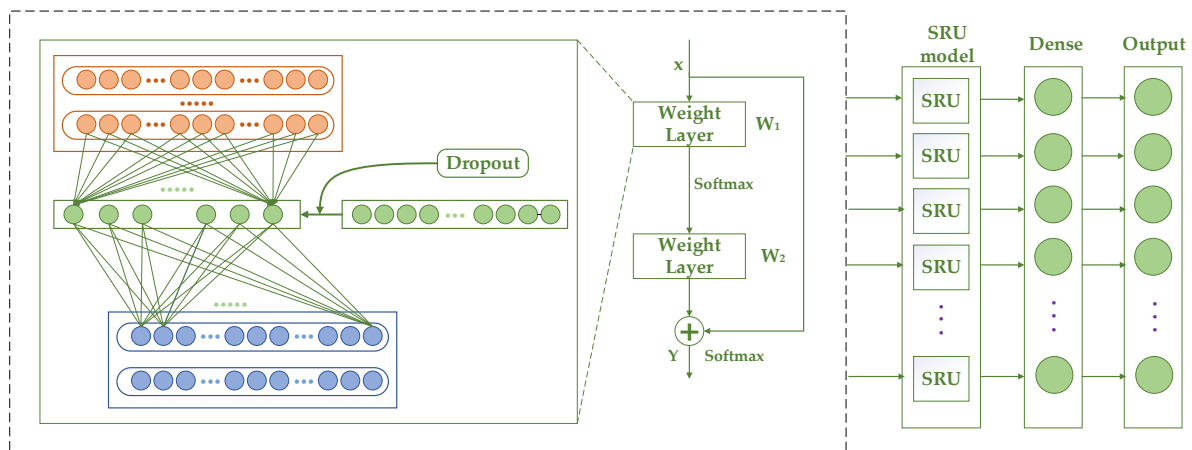 SRU
model
Dense
Output
x
Weight
Layer
W₁
SRU
Dropout
SRU
Softmax
SRU
Weight
Layer
W₂
SRU
Y
Softmax
SRU